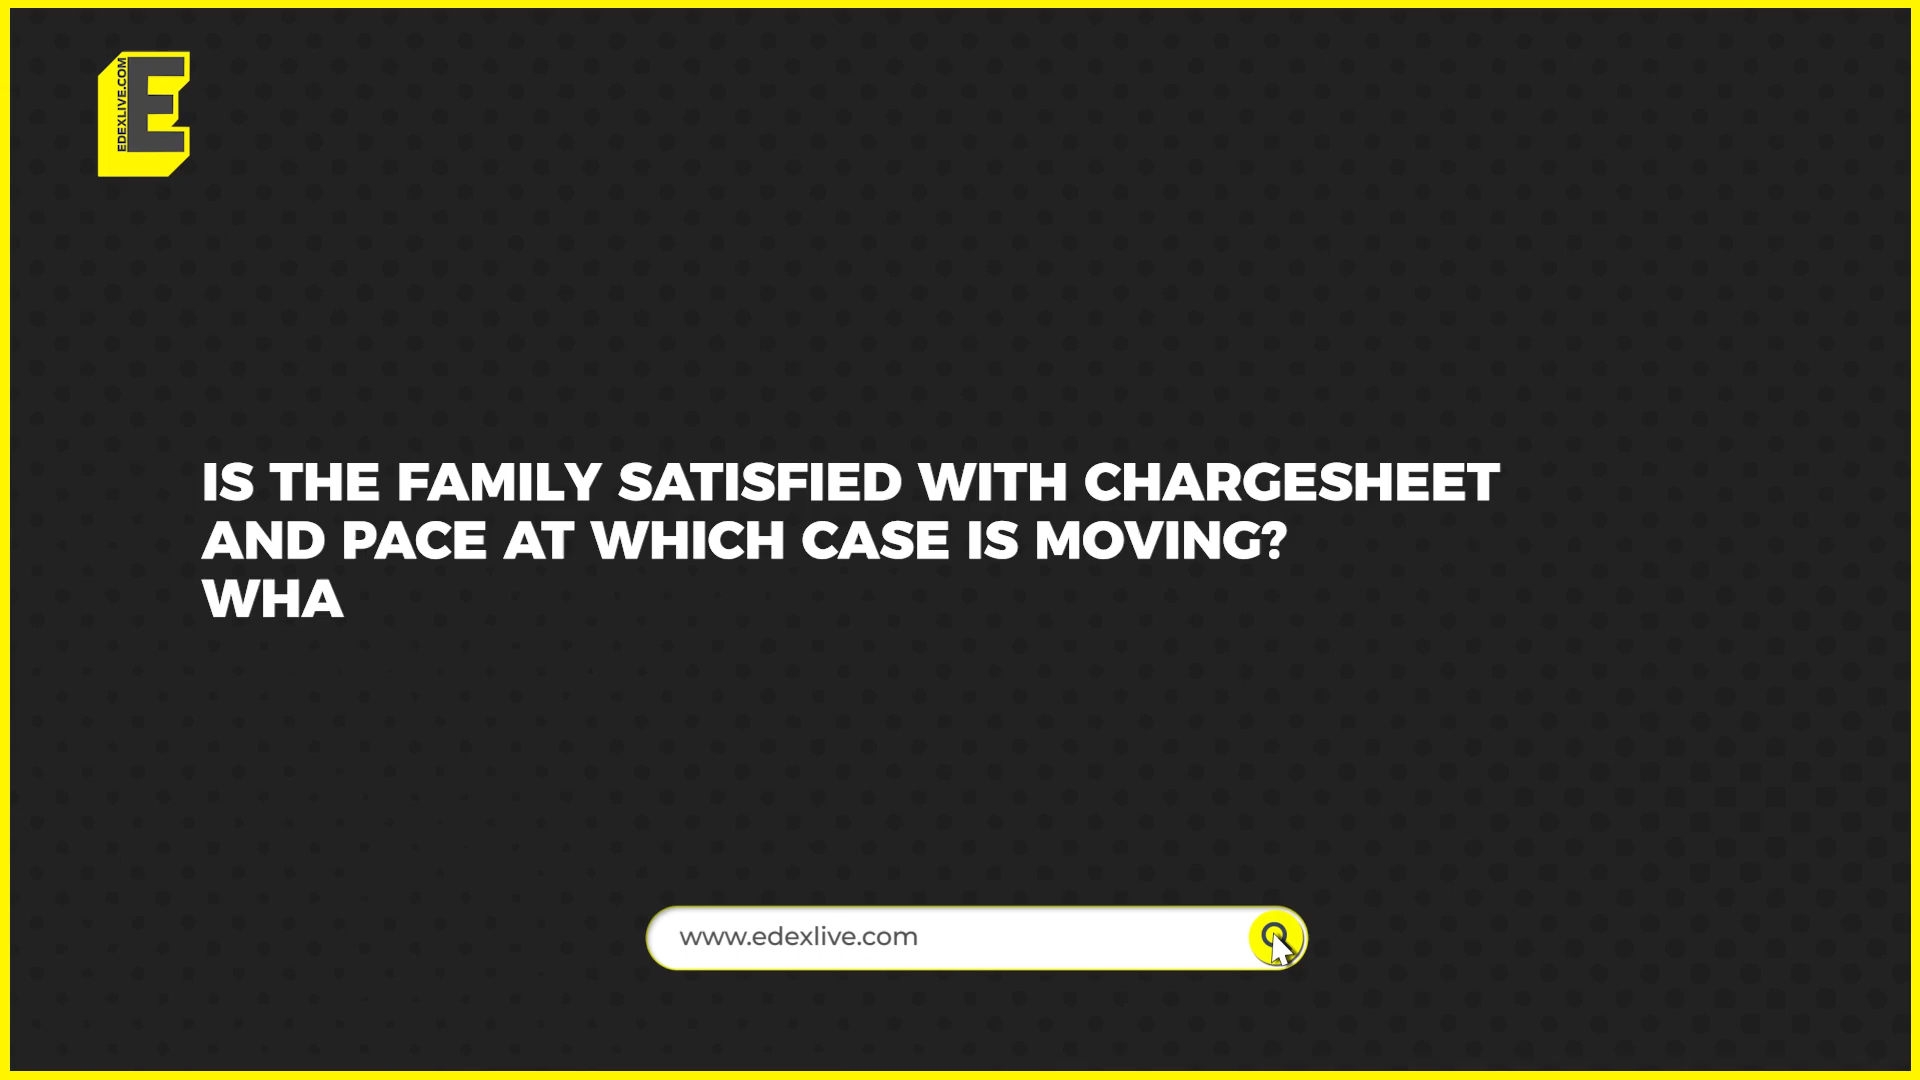 EDEXLIVE.COM
E
IS THE FAMILY SATISFIED WITH CHARGESHEET
AND PACE AT WHICH CASE IS MOVING?
WHA
www.edexlive.com